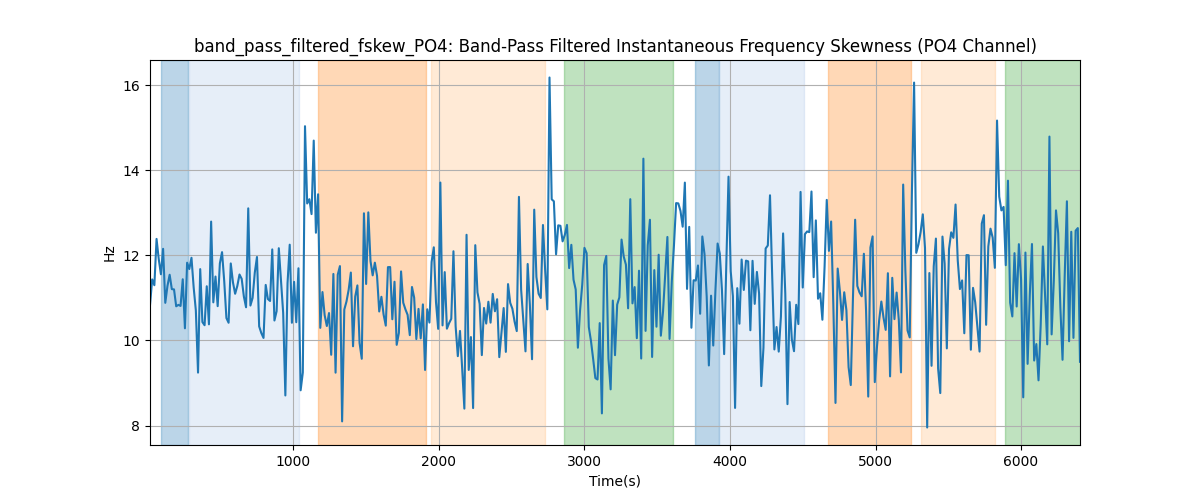 band_pass_filtered_fskew_PO4: Band-Pass Filtered Instantaneous Frequency Skewness (PO4 Channel)
16
14
12
10
8
Hz
1000 2000 3000 4000 5000 6000
Time(s)